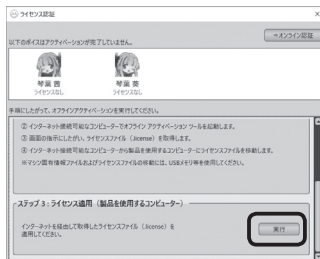 ライセンス認証
⇒オンライン認証
以下のボイスはアクティベーションが完了していません。
琴葉 茜
ライセンスなし
琴葉 葵
ライセンスなし
手順にしたがって、オフラインアクティベーションを実行してください。
② インターネット接続可能なコンピューターでオフライン アクティベーション ツールを起動します。
③ 画面の指示にしたがい、ライセンスファイル（.license）を取得します。
④ インターネット接続可能なコンピューターから製品を使用するコンピューターにライセンスファイルを移動します。
※マシン固有情報ファイルおよびライセンスファイルの移動には、USBメモリ等を使用してください。
ステップ 3：ライセンス適用（製品を使用するコンピューター）
インターネットを経由して取得したライセンスファイル（.license）を
適用してください。
実行